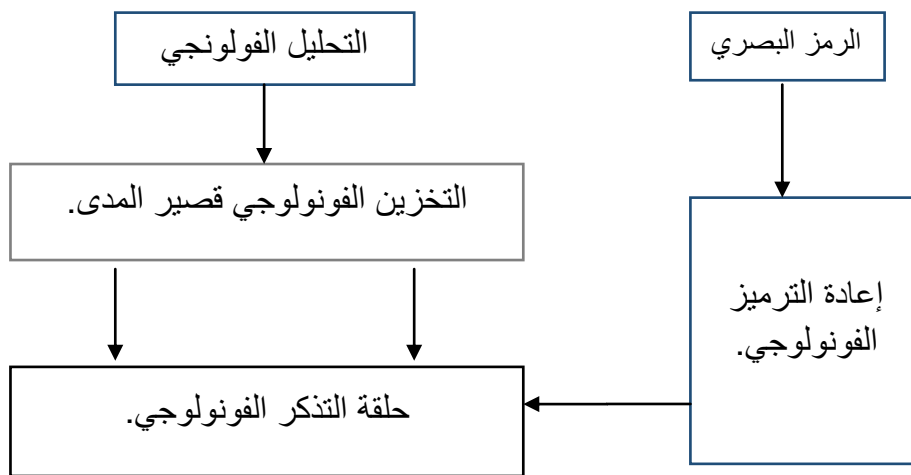 الرمز البصري
التحليل الفولونجي
التخزين الفونولوجي قصير المدى.
إعادة الترميز
الفونولوجي.
حلقة التذكر الفونولوجي.